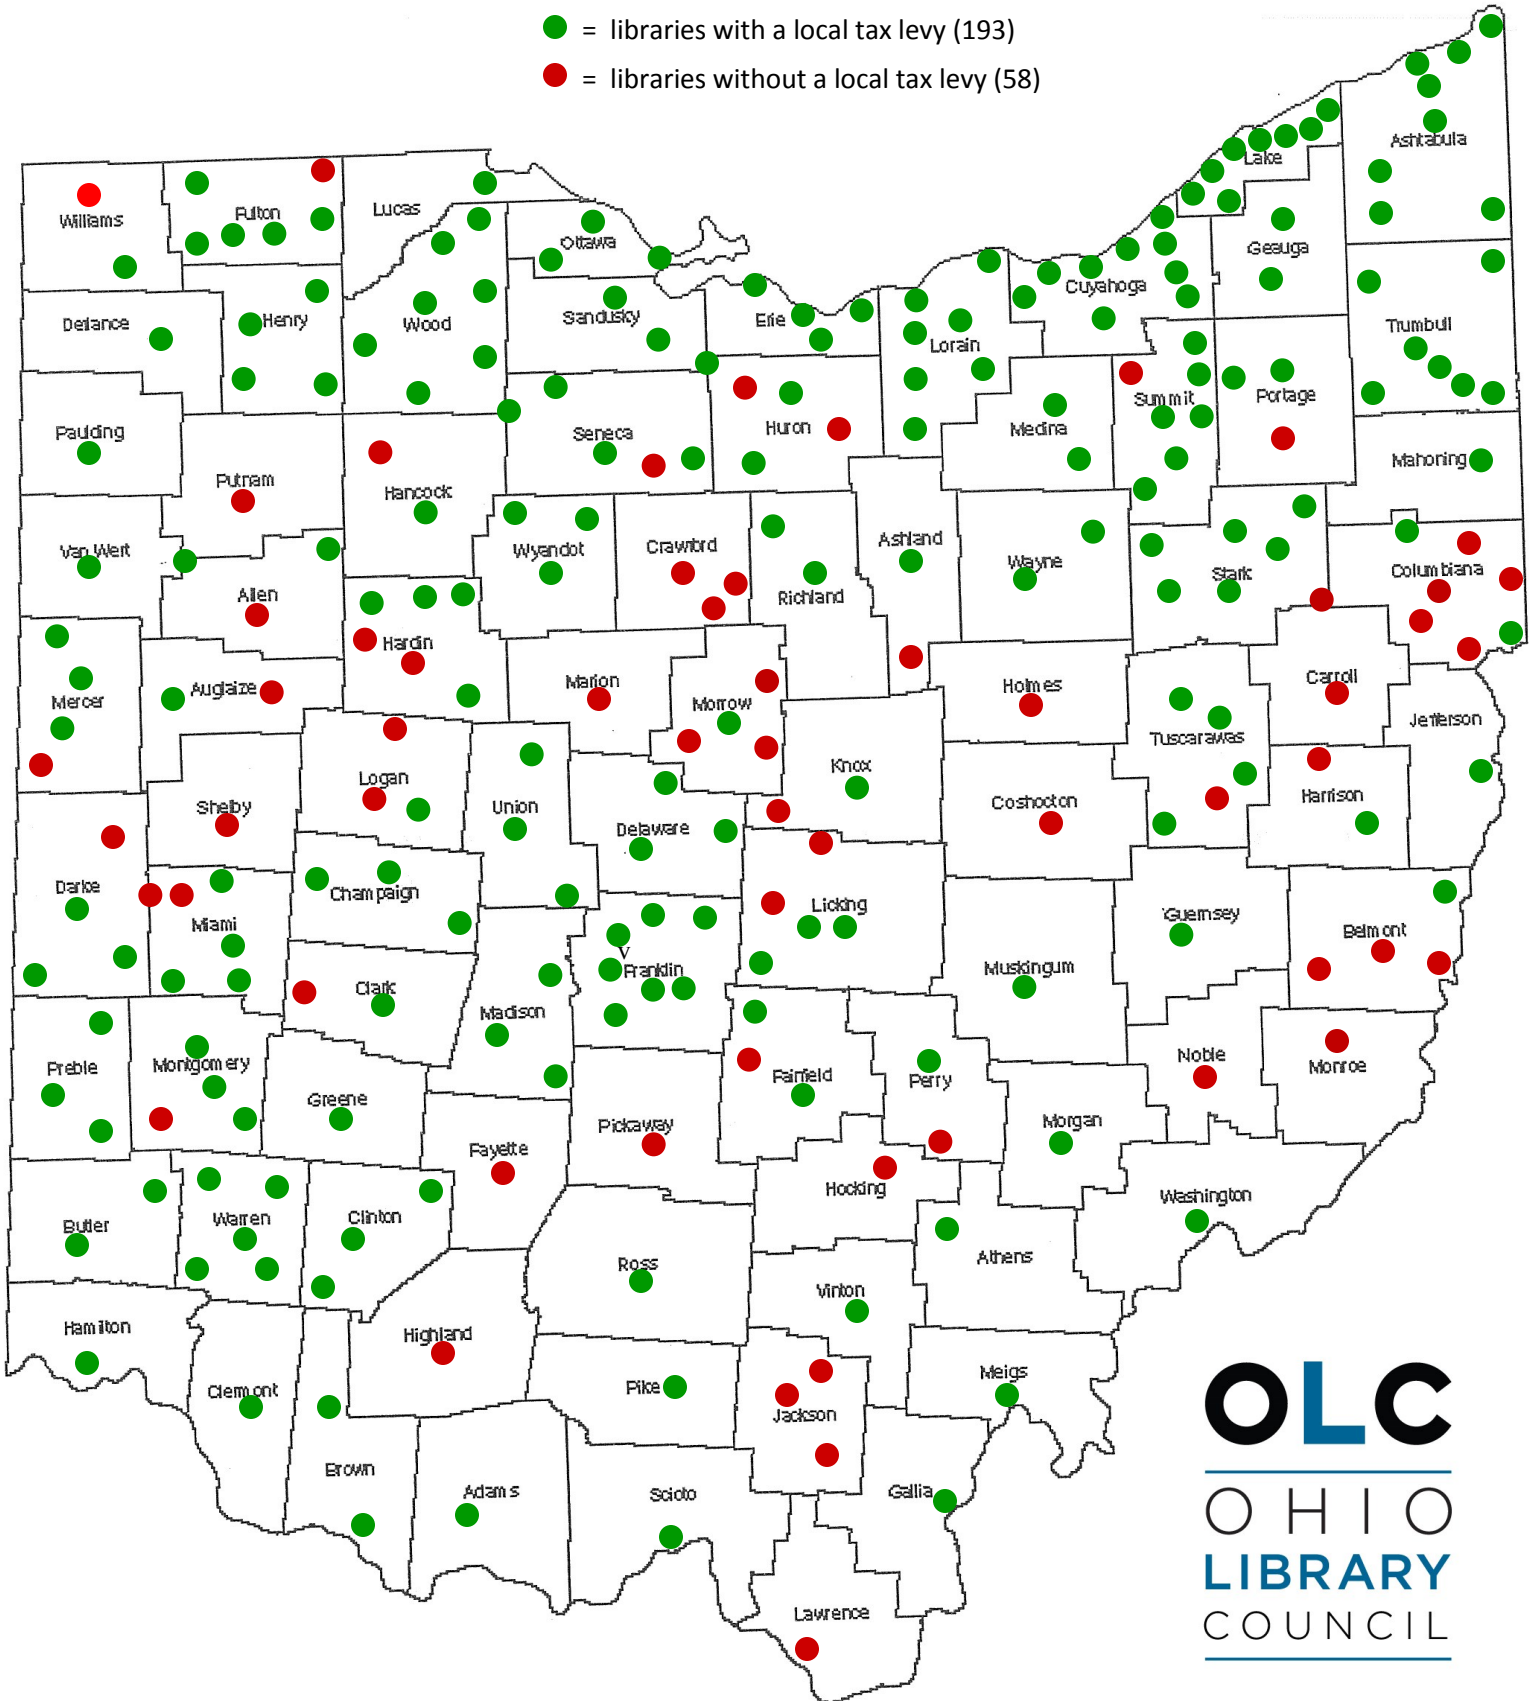 = libraries with a local tax levy (193)
= libraries without a local tax levy (58)
Ashtabula
Lake
Williams
Fulton
Lucas
Ottawa
Geauga
Cuyahoga
Defiance
Henry
Wood
Sandusky
Erie
Lorain
Trumbull
Summit
Portage
Paulding
Seneca
Huron
Medina
Mahoring
Putnam
Hancock
Van Wert
Wyandot
Crawford
Ashland
Wayne
Stark
Columbiana
Allen
Richland
Hardin
Mercer
Auglaize
Marion
Morrow
Holmes
Carroll
Jefferson
Tuscarawas
Logan
Knox
Shelby
Union
Coshocton
Harrison
Delaware
Darke
Champaign
Licking
Guernsey
Belmont
Miami
V
Franklin
Muskingum
Clark
Madison
Preble
Montgomery
Noble
Monroe
Fairfield
Perry
Greene
Pickaway
Morgan
Fayette
Hocking
Washington
Butler
Warren
Clinton
Ross
Athens
Vinton
Hamilton
Highland
Clermont
Pike
Meigs
Jackson
Brown
Adams
Scioto
Gallia
Lawrence
OLC
OHIO
LIBRARY
COUNCIL